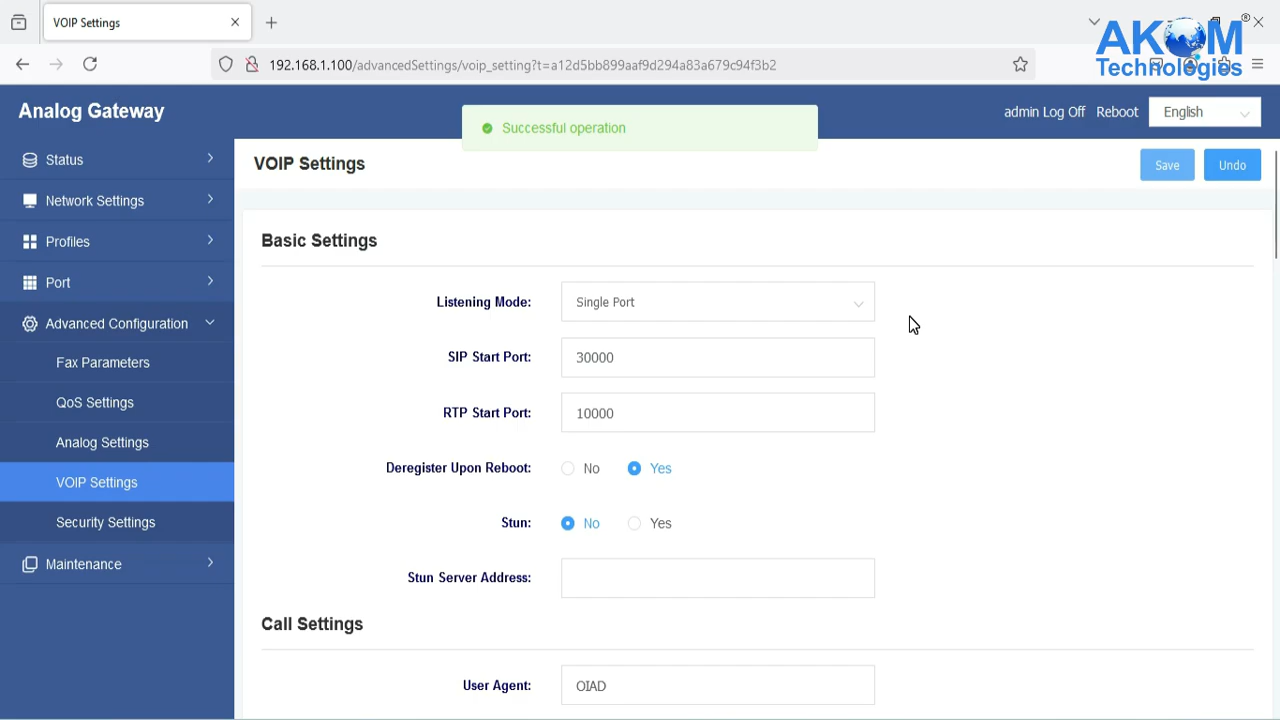 VOIP Settings
AKOM
Technologies
®
192.168.1.100/advancedSettings/voip_setting?t=a12d5bb899aaf9d294a83a679c94f3b2
Analog Gateway
Successful operation
admin Log Off Reboot English
Status
Network Settings
Profiles
Port
Advanced Configuration
Fax Parameters
QoS Settings
Analog Settings
VOIP Settings
Security Settings
Maintenance
VOIP Settings
Save Undo
Basic Settings
Listening Mode: Single Port
SIP Start Port: 30000
RTP Start Port: 10000
Deregister Upon Reboot: No Yes
Stun: No Yes
Stun Server Address:
Call Settings
User Agent: OIAD